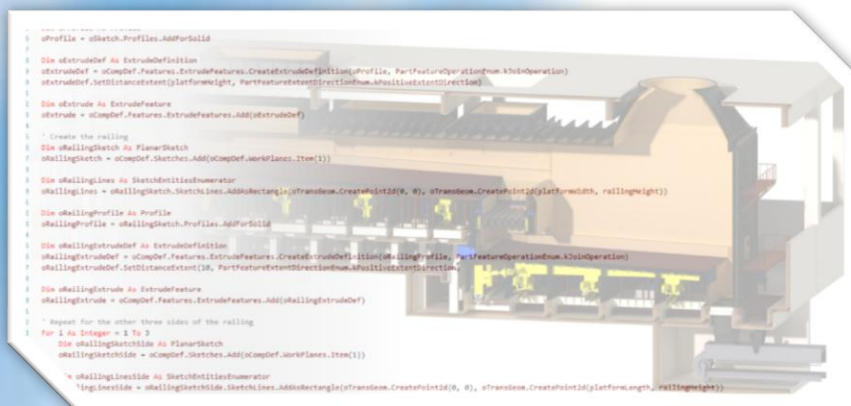 oProfile = oSketch.Profiles.AddForSolid
Dim oExtrudeDef As ExtrudeDefinition
oExtrudeDef = oCompDef.Features.ExtrudeFeatures.CreateExtrudeDefinition(oProfile, PartFeatureOperationEnum.kJoinOperation)
oExtrudeDef.SetDistanceExtent(platformHeight, PartFeatureExtentDirectionEnum.kPositiveExtentDirection)
Dim oExtrude As ExtrudeFeature
oExtrude = oCompDef.Features.ExtrudeFeatures.Add(oExtrudeDef)
' Create the railing
Dim oRailingSketch As PlanarSketch
oRailingSketch = oCompDef.Sketches.Add(oCompDef.WorkPlanes.Item(1))
Dim oRailingLines As SketchEntitiesEnumerator
oRailingLines = oRailingSketch.SketchLines.AddAsRectangle(oTransGeom.CreatePoint2d(0, 0), oTransGeom.CreatePoint2d(platformWidth, railingHeight))
Dim oRailingProfile As Profile
oRailingProfile = oRailingSketch.Profiles.AddForSolid
Dim oRailingExtrudeDef As ExtrudeDefinition
oRailingExtrudeDef = oCompDef.Features.ExtrudeFeatures.CreateExtrudeDefinition(oRailingProfile, PartFeatureOperationEnum.kJoinOperation)
oRailingExtrudeDef.SetDistanceExtent(10, PartFeatureExtentDirectionEnum.kPositiveExtentDirection
Dim oRailingExtrude As ExtrudeFeature
oRailingExtrude = oCompDef.Features.ExtrudeFeatures.Add(oRailingExtrudeDef)
' Repeat for the other three sides of the railing
For i As Integer = 1 To 3
Dim oRailingSketchSide As PlanarSketch
oRailingSketchSide = oCompDef.Sketches.Add(oCompDef.WorkPlanes.Item(1))
oRailingLinesSide As SketchEntitiesEnumerator
ingLinesSide = oRailingSketchSide.SketchLines.AddAsRectangle(oTransGeom.CreatePoint2d(0, 0), oTransGeom.CreatePoint2d(platformLength, railingHeight))